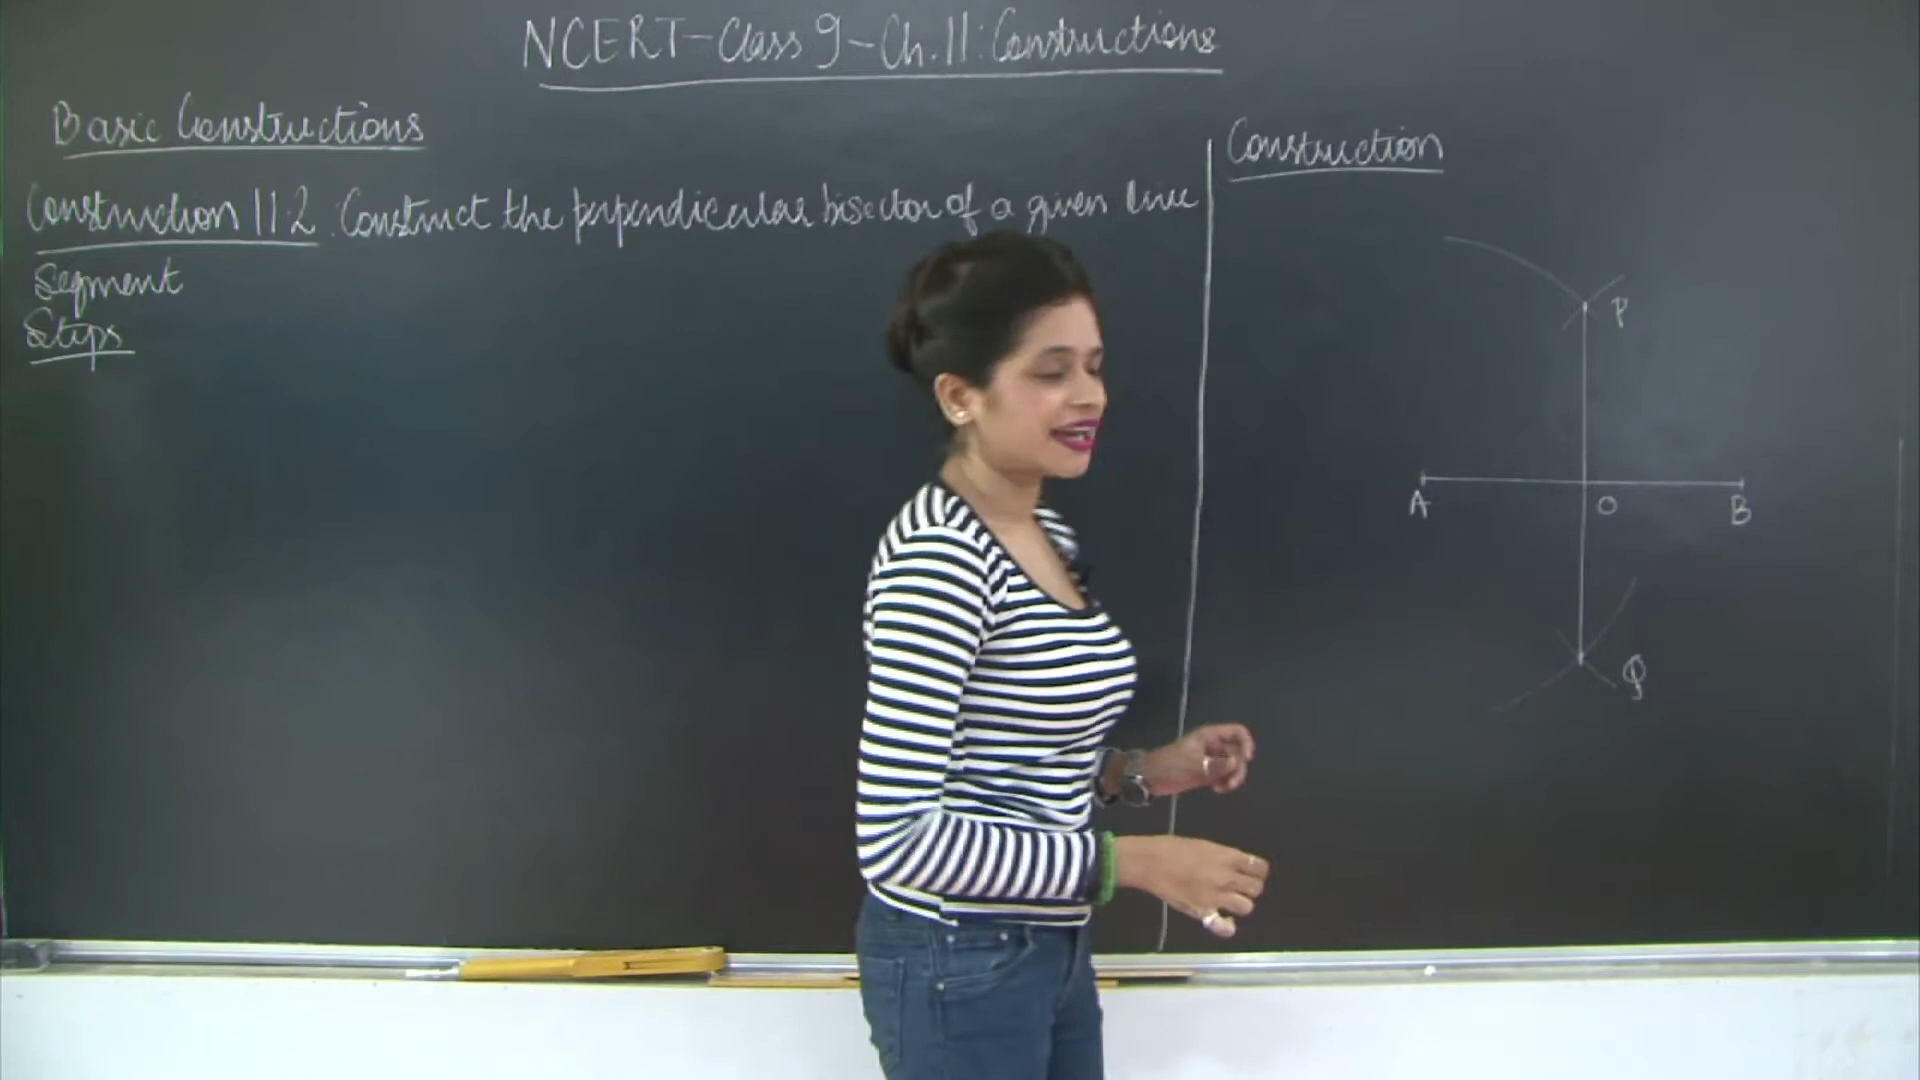 NCERT-Class 9-Ch.11: Constructions
Basic Constructions
Construction 11.2: Construct the perpendicular bisector of a given line
Segment
Steps
Construction
P
A
O
B
Q